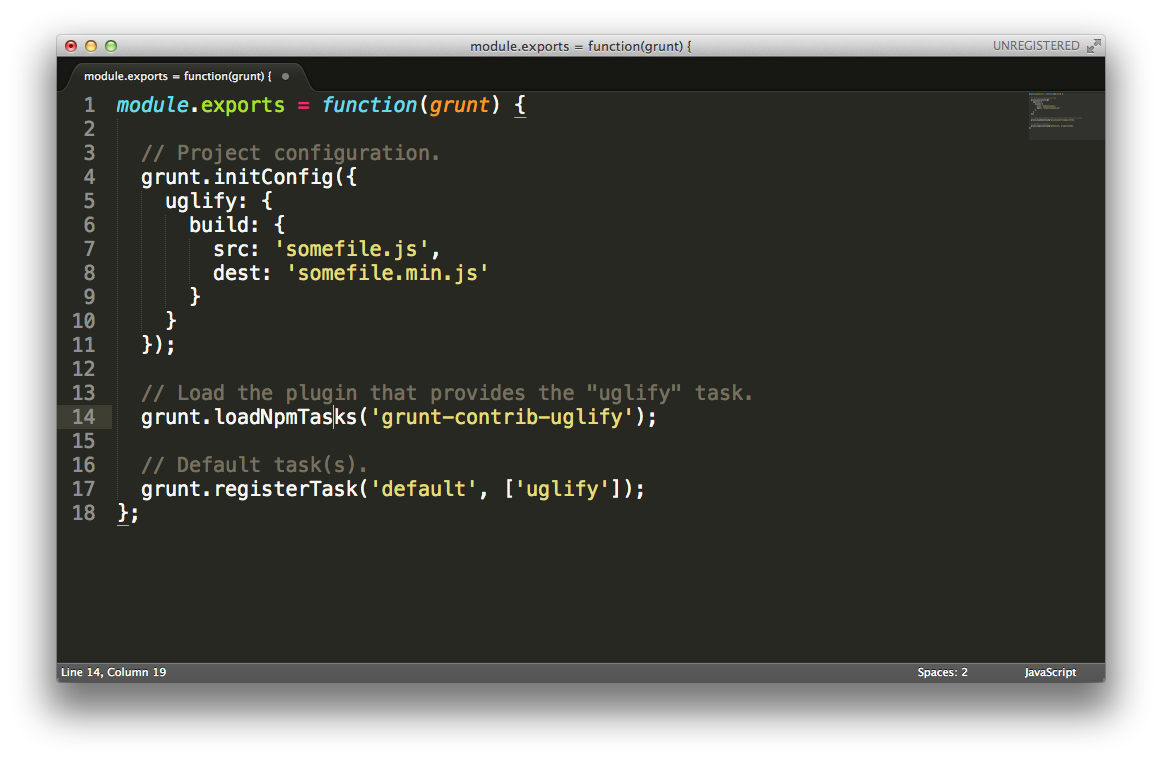 module.exports = function(grunt) {
UNREGISTERED
module.exports = function(grunt) {
1 module.exports = function(grunt) {
2
3   // Project configuration.
4   grunt.initConfig({
5     uglify: {
6       build: {
7         src: 'somefile.js',
8         dest: 'somefile.min.js'
9       }
10     }
11   });
12
13   // Load the plugin that provides the "uglify" task.
14   grunt.loadNpmTasks('grunt-contrib-uglify');
15
16   // Default task(s).
17   grunt.registerTask('default', ['uglify']);
18 };
Line 14, Column 19
Spaces: 2
JavaScript